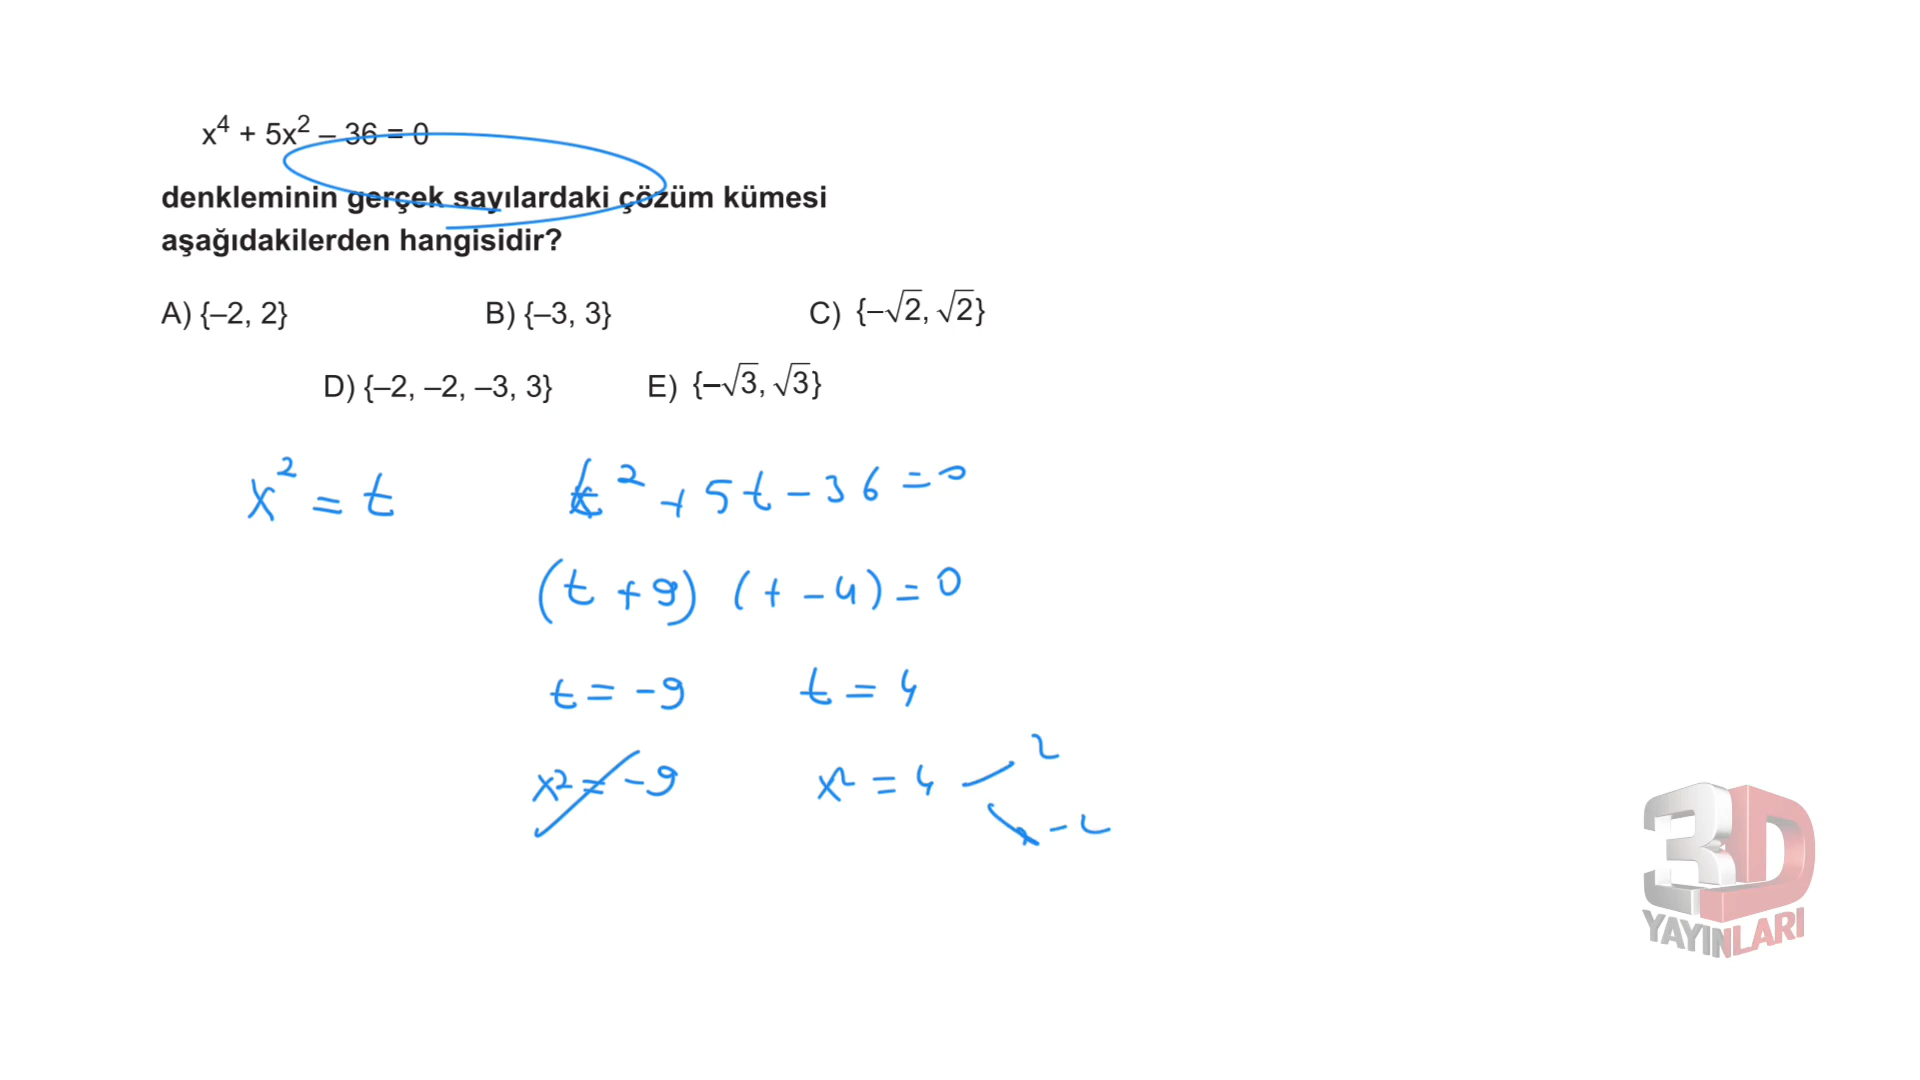 x⁴ + 5x² – 36 = 0
denkleminin gerçek sayılardaki çözüm kümesi
aşağıdakilerden hangisidir?
A) {–2, 2} B) {–3, 3} C) {–√2, √2}
D) {–2, –2, –3, 3} E) {–√3, √3}
x² = t t² + 5t – 36 = 0
(t + 9) (t – 4) = 0
t = –9 t = 4
x² = –9 x² = 4 2
–2
3D
YAYINLARI